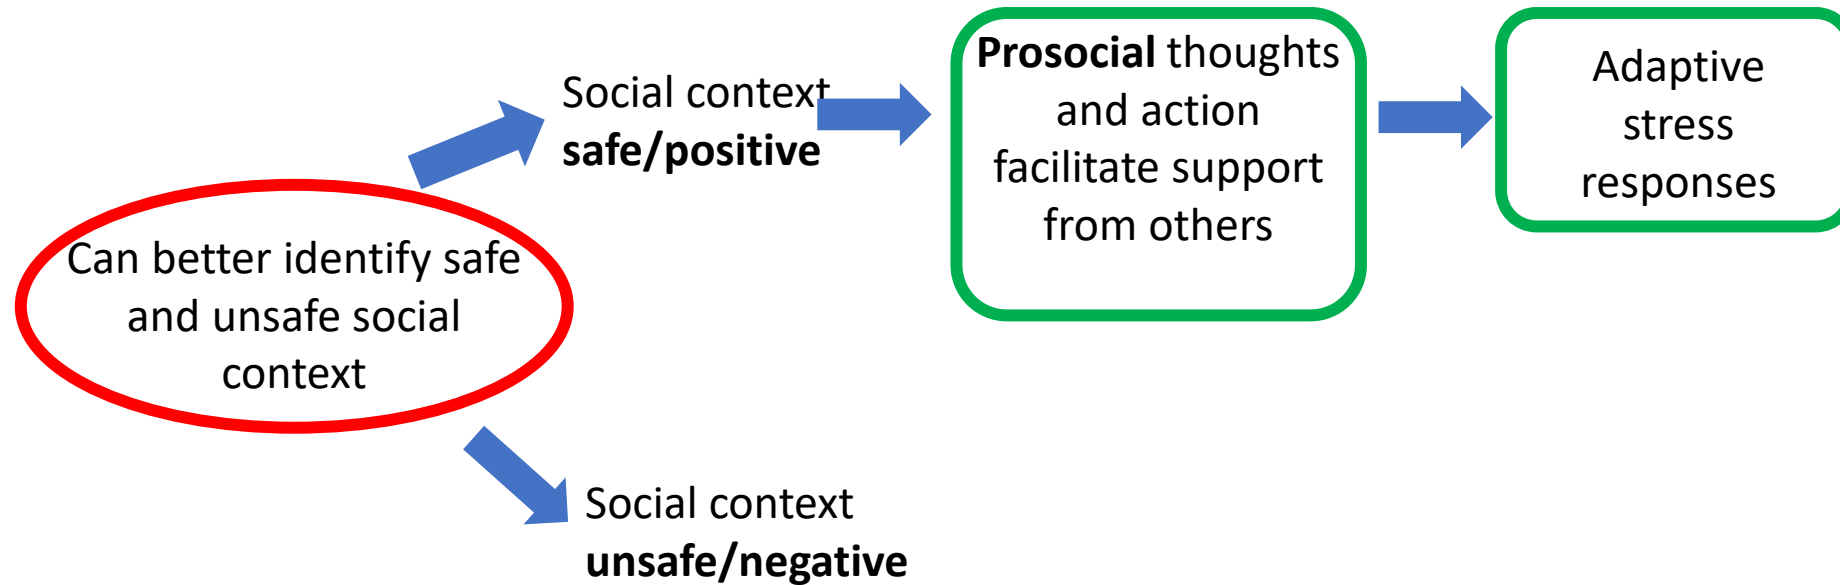 Can better identify safe
and unsafe social
context
Social context
safe/positive
Prosocial thoughts
and action
facilitate support
from others
Adaptive
stress
responses
Social context
unsafe/negative